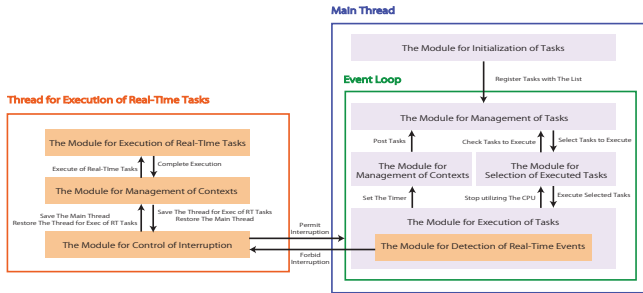 Main Thread
The Module for Initialization of Tasks
Register Tasks with The List
Event Loop
The Module for Management of Tasks
Post Tasks
Check Tasks to Execute
Select Tasks to Execute
The Module for
Management of Contexts
The Module for
Selection of Executed Tasks
Set The Timer
Stop utilizing The CPU
Execute Selected Tasks
The Module for Execution of Tasks
The Module for Detection of Real-Time Events
Thread for Execution of Real-TIme Tasks
The Module for Execution of Real-TIme Tasks
Execute of Real-TIme Tasks
Complete Execution
The Module for Management of Contexts
Save The Main Thread
Restore The Thread for Exec of RT Tasks
Save The Thread for Exec of RT Tasks
Restore The Main Thread
The Module for Control of Interruption
Permit
Interruption
Forbid
Interruption